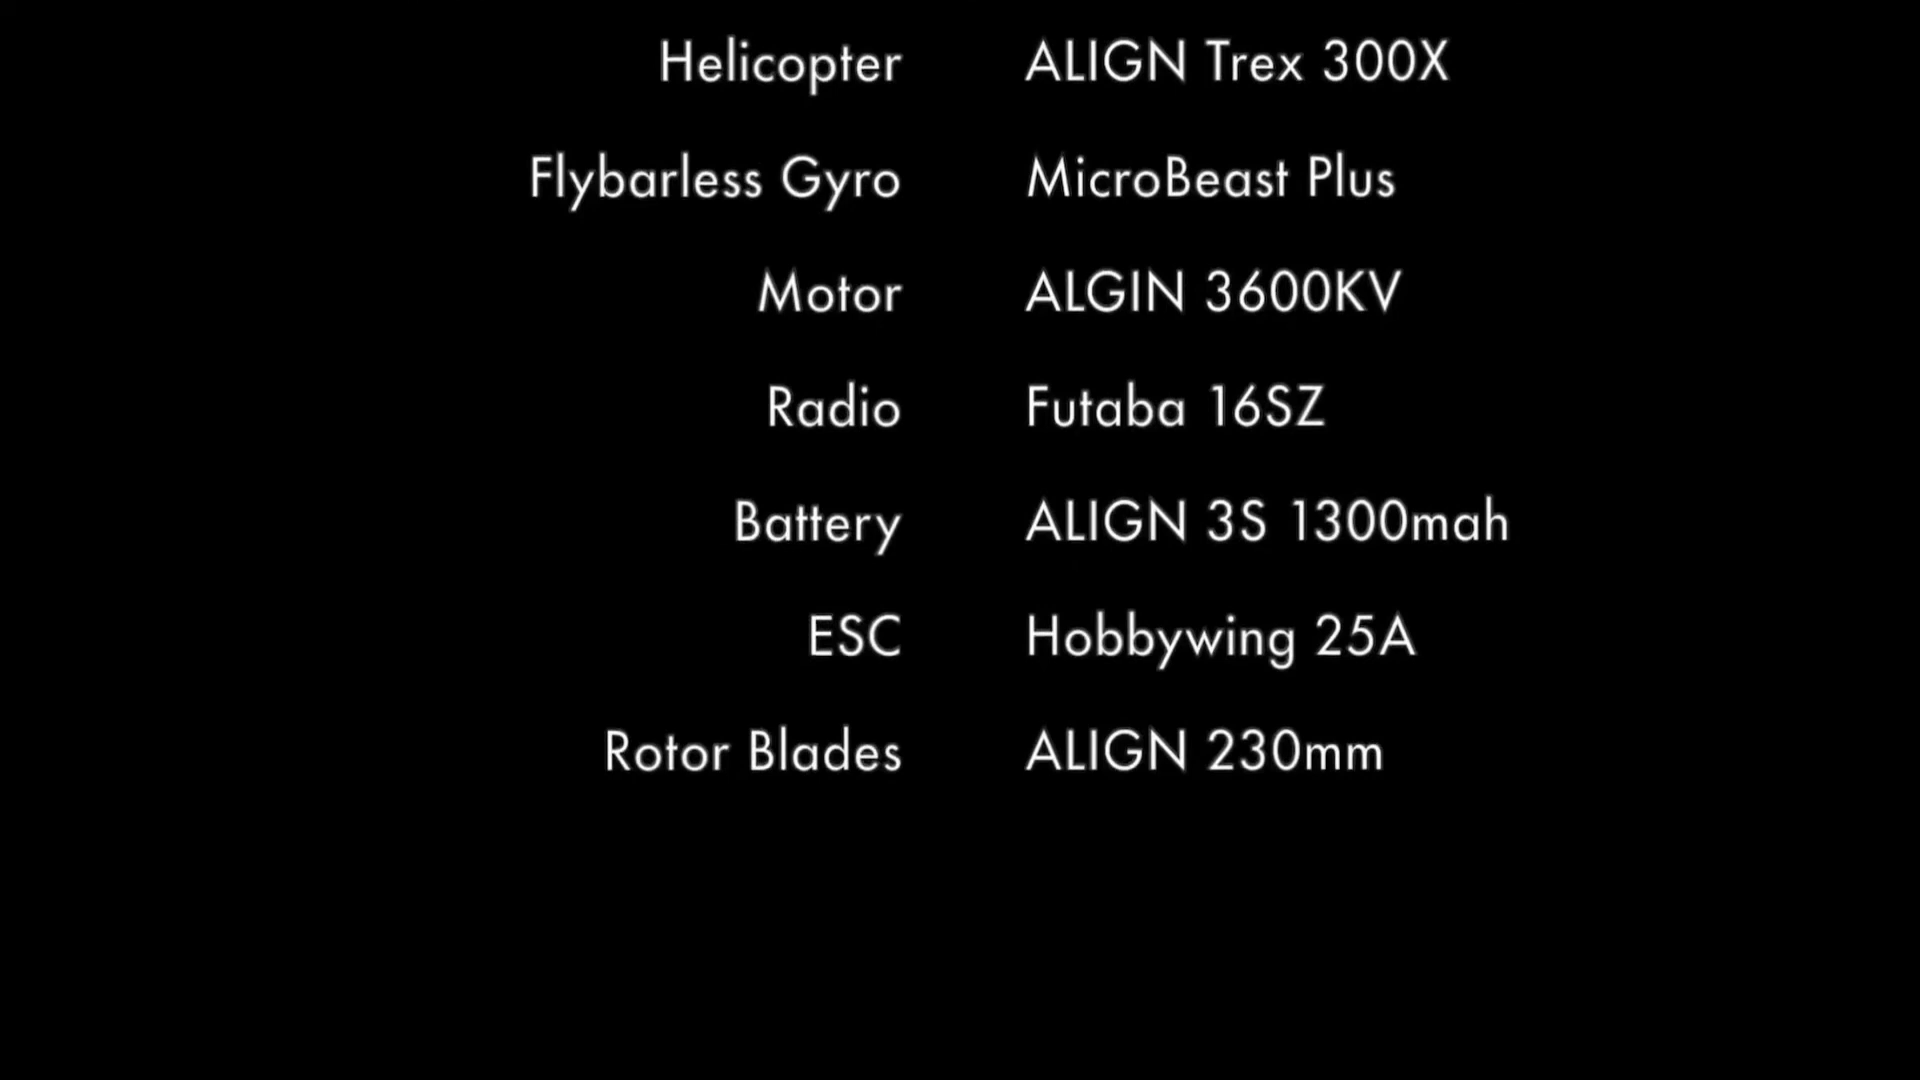 Helicopter ALIGN Trex 300X
Flybarless Gyro MicroBeast Plus
Motor ALGIN 3600KV
Radio Futaba 16SZ
Battery ALIGN 3S 1300mah
ESC Hobbywing 25A
Rotor Blades ALIGN 230mm